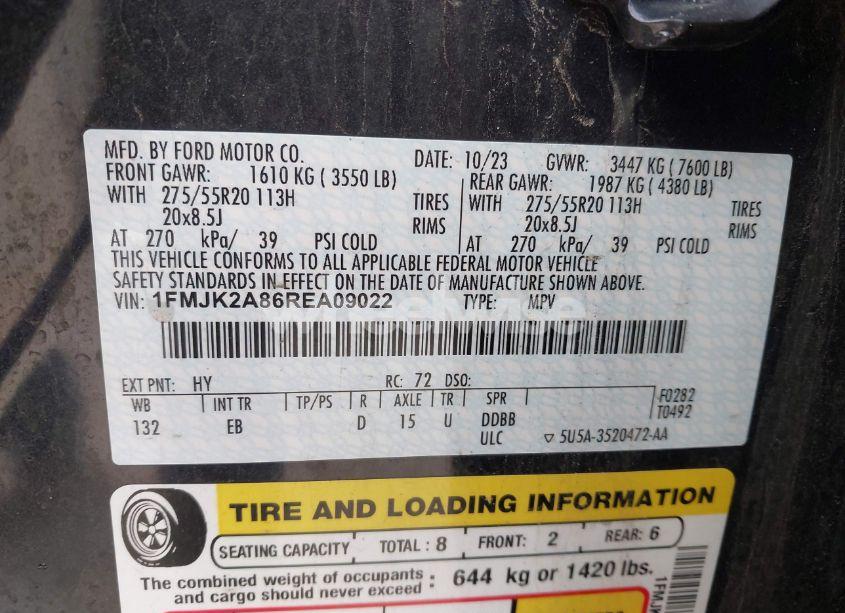 MFD. BY FORD MOTOR CO. DATE: 10/23 GVWR: 3447 KG ( 7600 LB)
FRONT GAWR: 1610 KG ( 3550 LB) REAR GAWR: 1987 KG ( 4380 LB)
WITH 275/55R20 113H TIRES WITH 275/55R20 113H TIRES
20x8.5J RIMS 20x8.5J RIMS
AT 270 kPa/ 39 PSI COLD AT 270 kPa/ 39 PSI COLD
THIS VEHICLE CONFORMS TO ALL APPLICABLE FEDERAL MOTOR VEHICLE
SAFETY STANDARDS IN EFFECT ON THE DATE OF MANUFACTURE SHOWN ABOVE.
VIN: 1FMJK2A86REA09022 TYPE: MPV
EXT PNT: HY RC: 72 DSO:
WB INT TR TP/PS R AXLE TR SPR F0282
132 EB D 15 U DDBB T0492
ULC 5U5A-3520472-AA
TIRE AND LOADING INFORMATION
SEATING CAPACITY TOTAL : 8 FRONT: 2 REAR: 6
The combined weight of occupants
and cargo should never exceed : 644 kg or 1420 lbs.